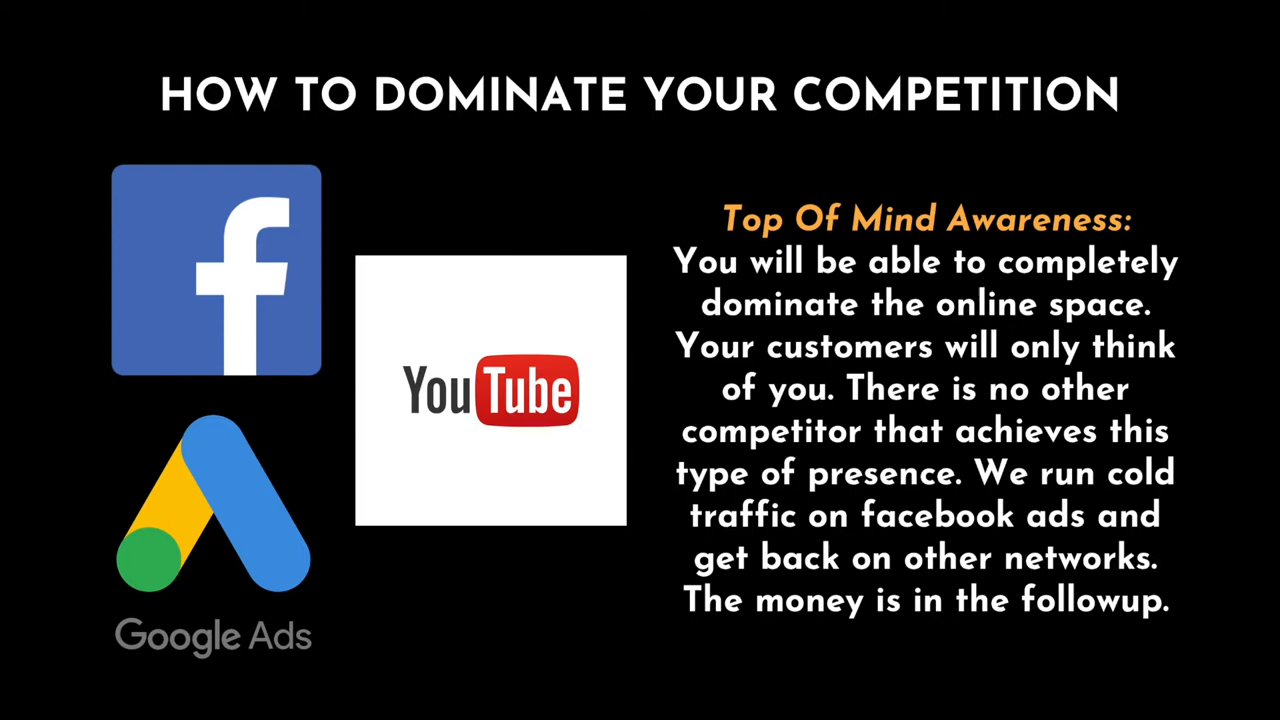 HOW TO DOMINATE YOUR COMPETITION
f
YouTube
Google Ads
Top Of Mind Awareness:
You will be able to completely
dominate the online space.
Your customers will only think
of you. There is no other
competitor that achieves this
type of presence. We run cold
traffic on facebook ads and
get back on other networks.
The money is in the followup.